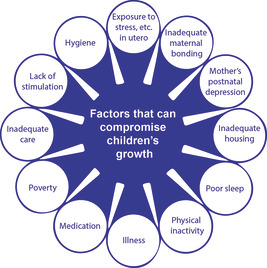 Factors that can
compromise
children's
growth
Exposure to
stress, etc.
in utero
Inadequate
maternal
bonding
Mother's
postnatal
depression
Inadequate
housing
Poor sleep
Physical
inactivity
Illness
Medication
Poverty
Inadequate
care
Lack of
stimulation
Hygiene